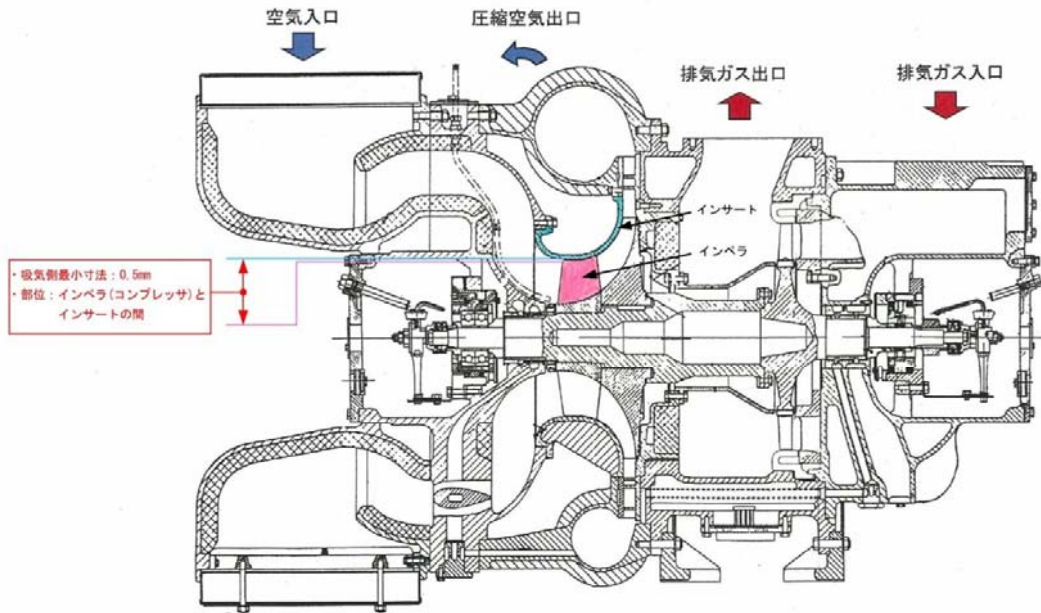 空気入口
圧縮空気出口
排気ガス出口
排気ガス入口
インサート
インペラ
・吸気側最小寸法：0.5mm
・部位：インペラ(コンプレッサ)と
インサートの間